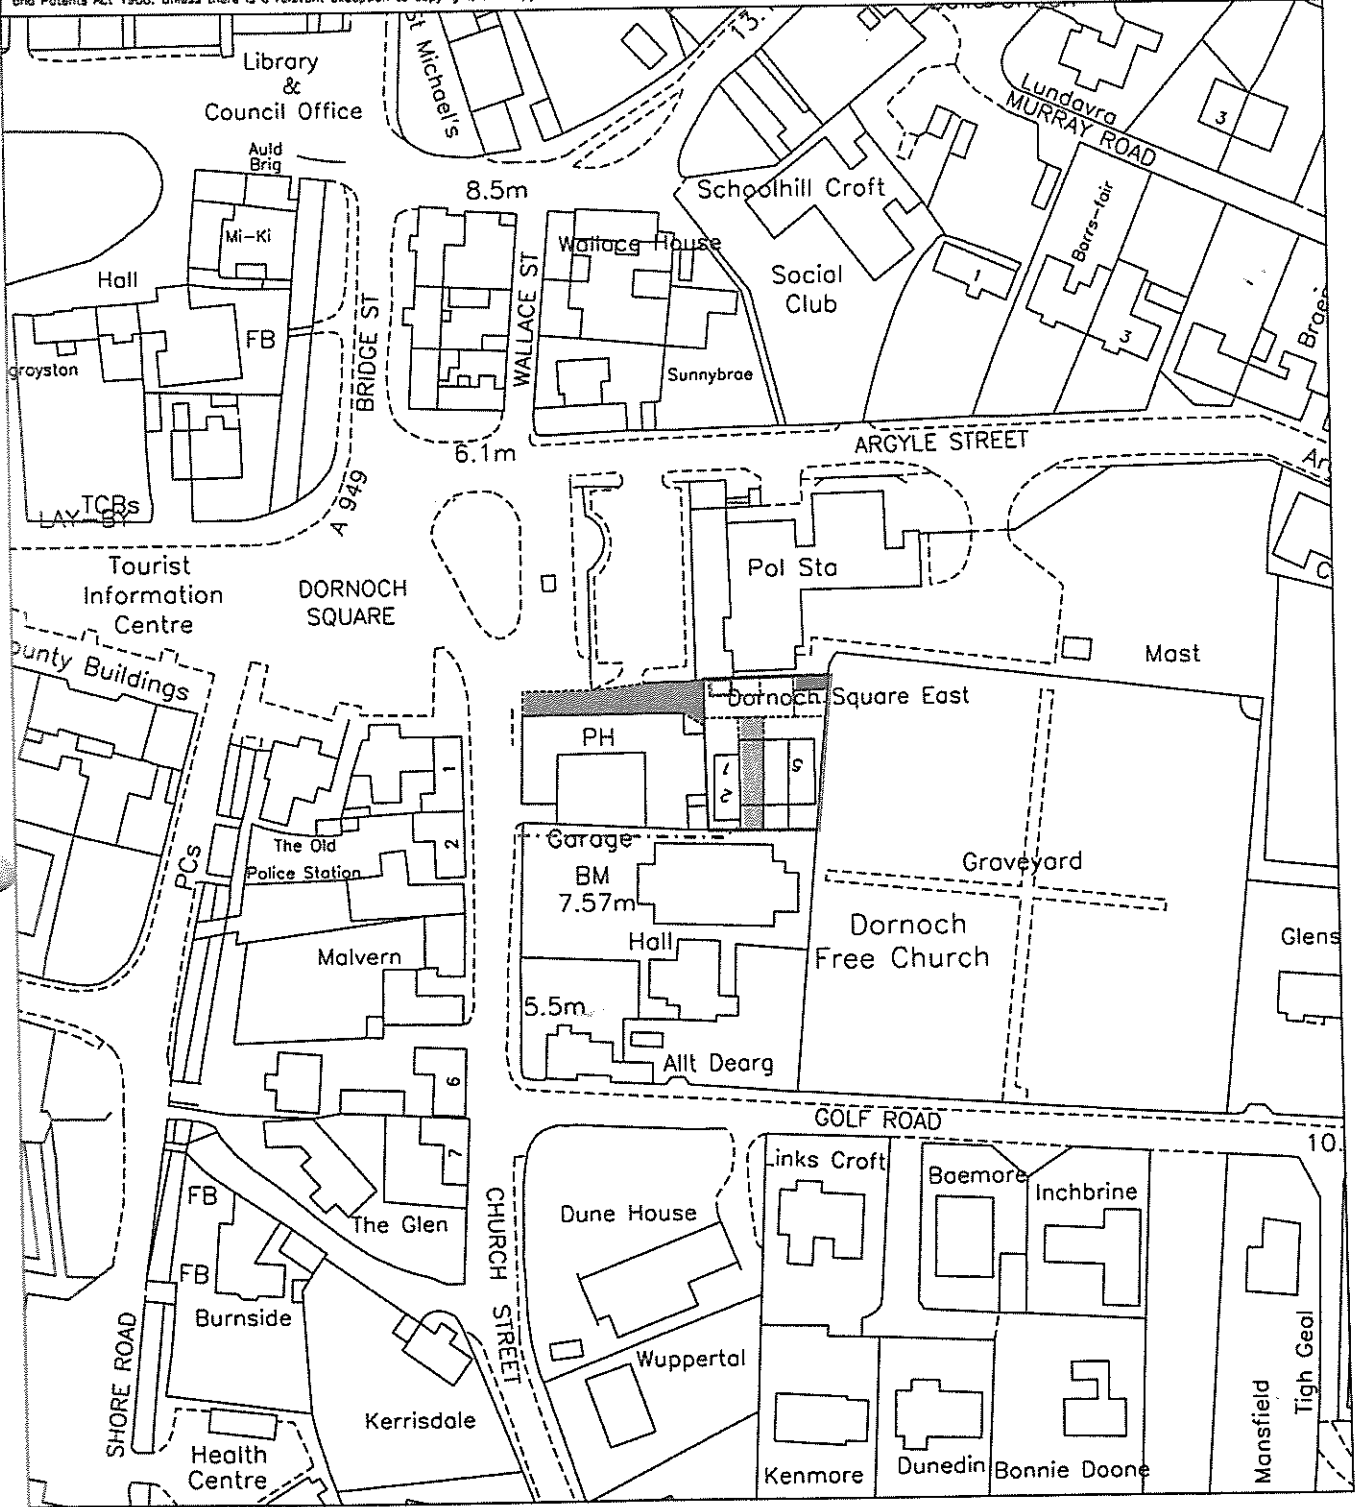 Library
&
Council Office
St Michael's
13.
Lundavra
MURRAY ROAD
3
Auld
Brig
8.5m
Schoolhill Croft
Mi-Ki
Wallace House
Barrs-fair
Hall
Social
Club
1
3
FB
BRIDGE ST
WALLACE ST
Sunnybrae
6.1m
ARGYLE STREET
TCBs
LAY-BY
A 949
Tourist
Information
Centre
DORNOCH
SQUARE
Pol Sta
Mast
Buildings
Dornoch Square East
PH
1
2
5
1
2
The Old
Police Station
PCs
Garage
BM
7.57m
Graveyard
Dornoch
Free Church
Hall
Malvern
5.5m
Allt Dearg
6
GOLF ROAD
10.
7
Links Croft
Baemore
Inchbrine
FB
The Glen
CHURCH STREET
Dune House
FB
Burnside
SHORE ROAD
Wuppertal
Kerrisdale
Health
Centre
Kenmore
Dunedin
Bonnie Doone
Mansfield
Tigh Geal